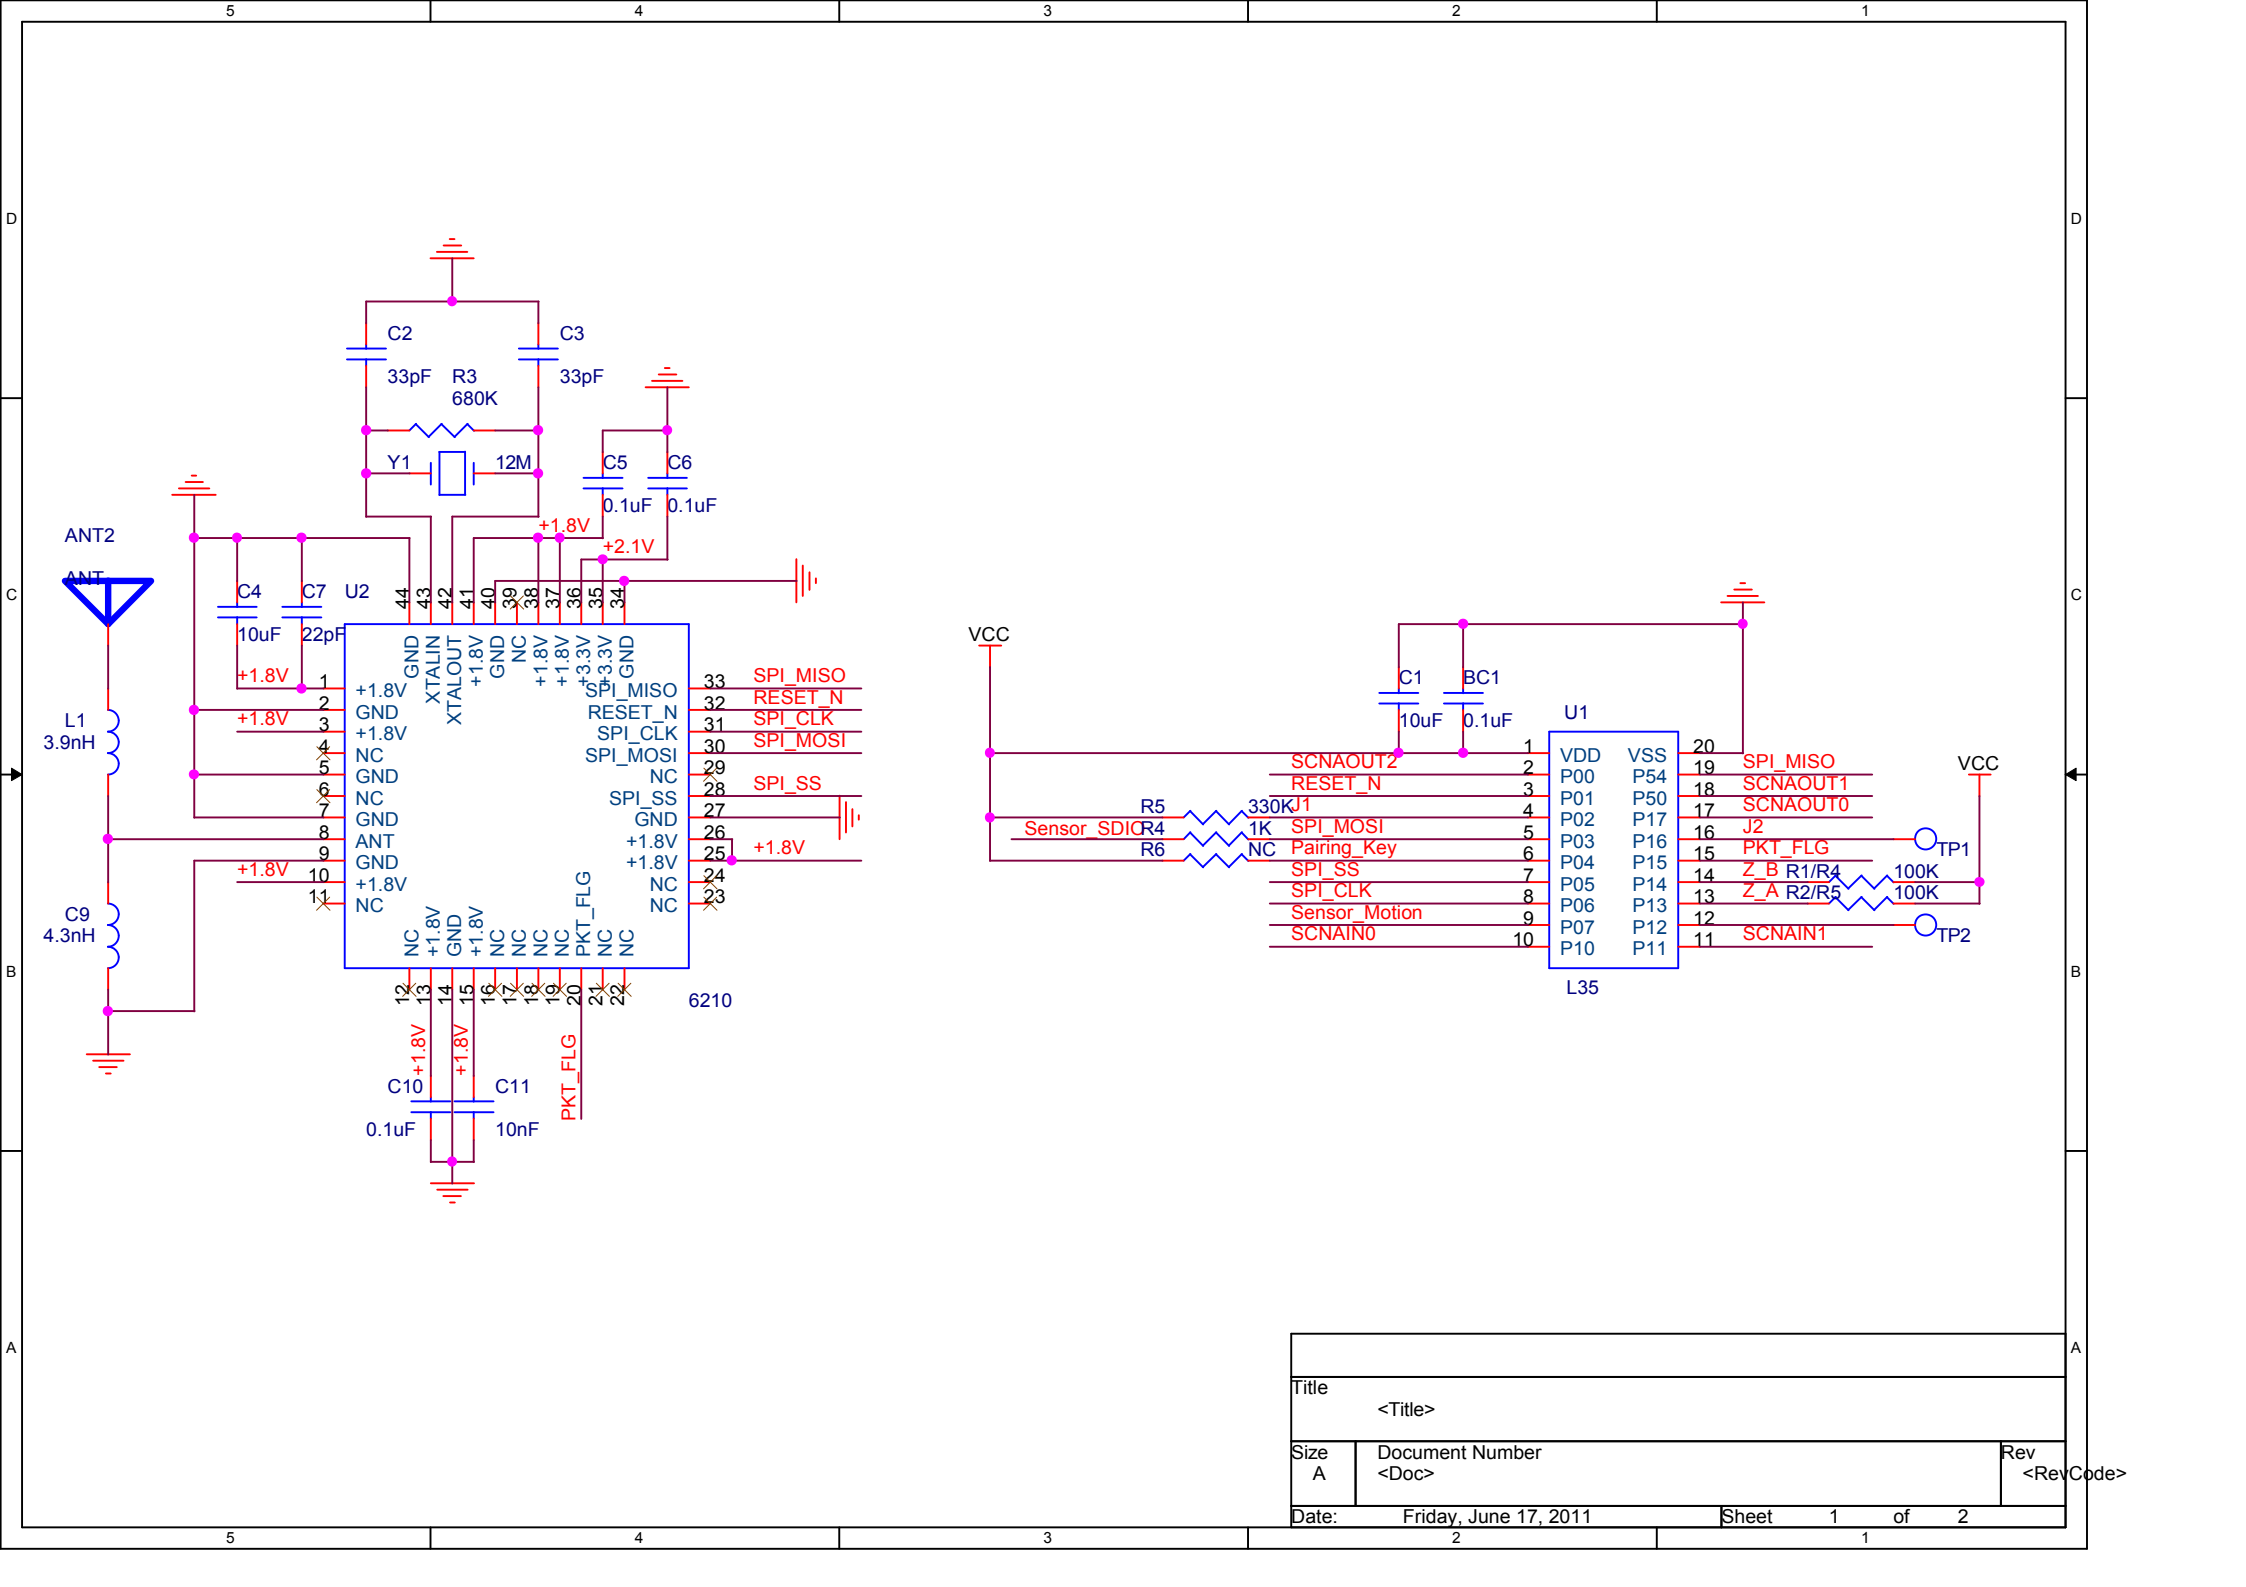 5 4 3 2 1
D D
C2 C3
33pF R3 33pF
680K
Y1 12M C5 C6
0.1uF 0.1uF
+1.8V
ANT2
+2.1V
ANT
C C4 C7 U2 C
10uF 22pF
44 43 42 41 40 39 38 37 36 35 34
GND XTALIN XTALOUT +1.8V GND NC +1.8V +1.8V +3.3V +3.3V GND
VCC
+1.8V 1 +1.8V SPI_MISO 33 SPI_MISO
2 GND RESET_N 32 RESET_N
+1.8V 3 +1.8V SPI_CLK 31 SPI_CLK
4 NC SPI_MOSI 30 SPI_MOSI
5 GND NC 29
6 NC SPI_SS 28 SPI_SS
7 GND GND 27
8 ANT +1.8V 26
9 GND +1.8V 25 +1.8V
+1.8V 10 +1.8V NC 24
11 NC NC 23
L1
3.9nH
C9
4.3nH
NC +1.8V GND +1.8V NC NC NC NC PKT_FLG NC NC
12 13 14 15 16 17 18 19 20 21 22
6210
+1.8V +1.8V PKT_FLG
C10 C11
0.1uF 10nF
C1 BC1
10uF 0.1uF
U1
1 VDD VSS 20
SCNAOUT2 2 P00 P54 19 SPI_MISO
RESET_N 3 P01 P50 18 SCNAOUT1
R5 330K J1 4 P02 P17 17 SCNAOUT0
Sensor_SDIO R4 1K SPI_MOSI 5 P03 P16 16 J2 TP1
R6 NC Pairing_Key 6 P04 P15 15 PKT_FLG
SPI_SS 7 P05 P14 14 Z_B R1/R4 100K
SPI_CLK 8 P06 P13 13 Z_A R2/R5 100K
Sensor_Motion 9 P07 P12 12 TP2
SCNAIN0 10 P10 P11 11 SCNAIN1
L35
VCC
B B
A A
Title
<Title>
Size Document Number Rev
A <Doc> <RevCode>
Date: Friday, June 17, 2011 Sheet 1 of 2
5 4 3 2 1